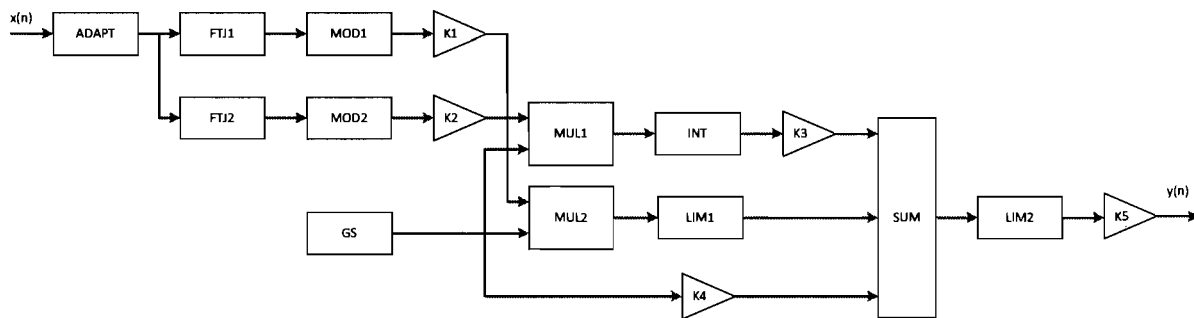 x(n)
ADAPT
FTJ1
MOD1
K1
FTJ2
MOD2
K2
MUL1
INT
K3
MUL2
LIM1
SUM
LIM2
K5
y(n)
GS
K4